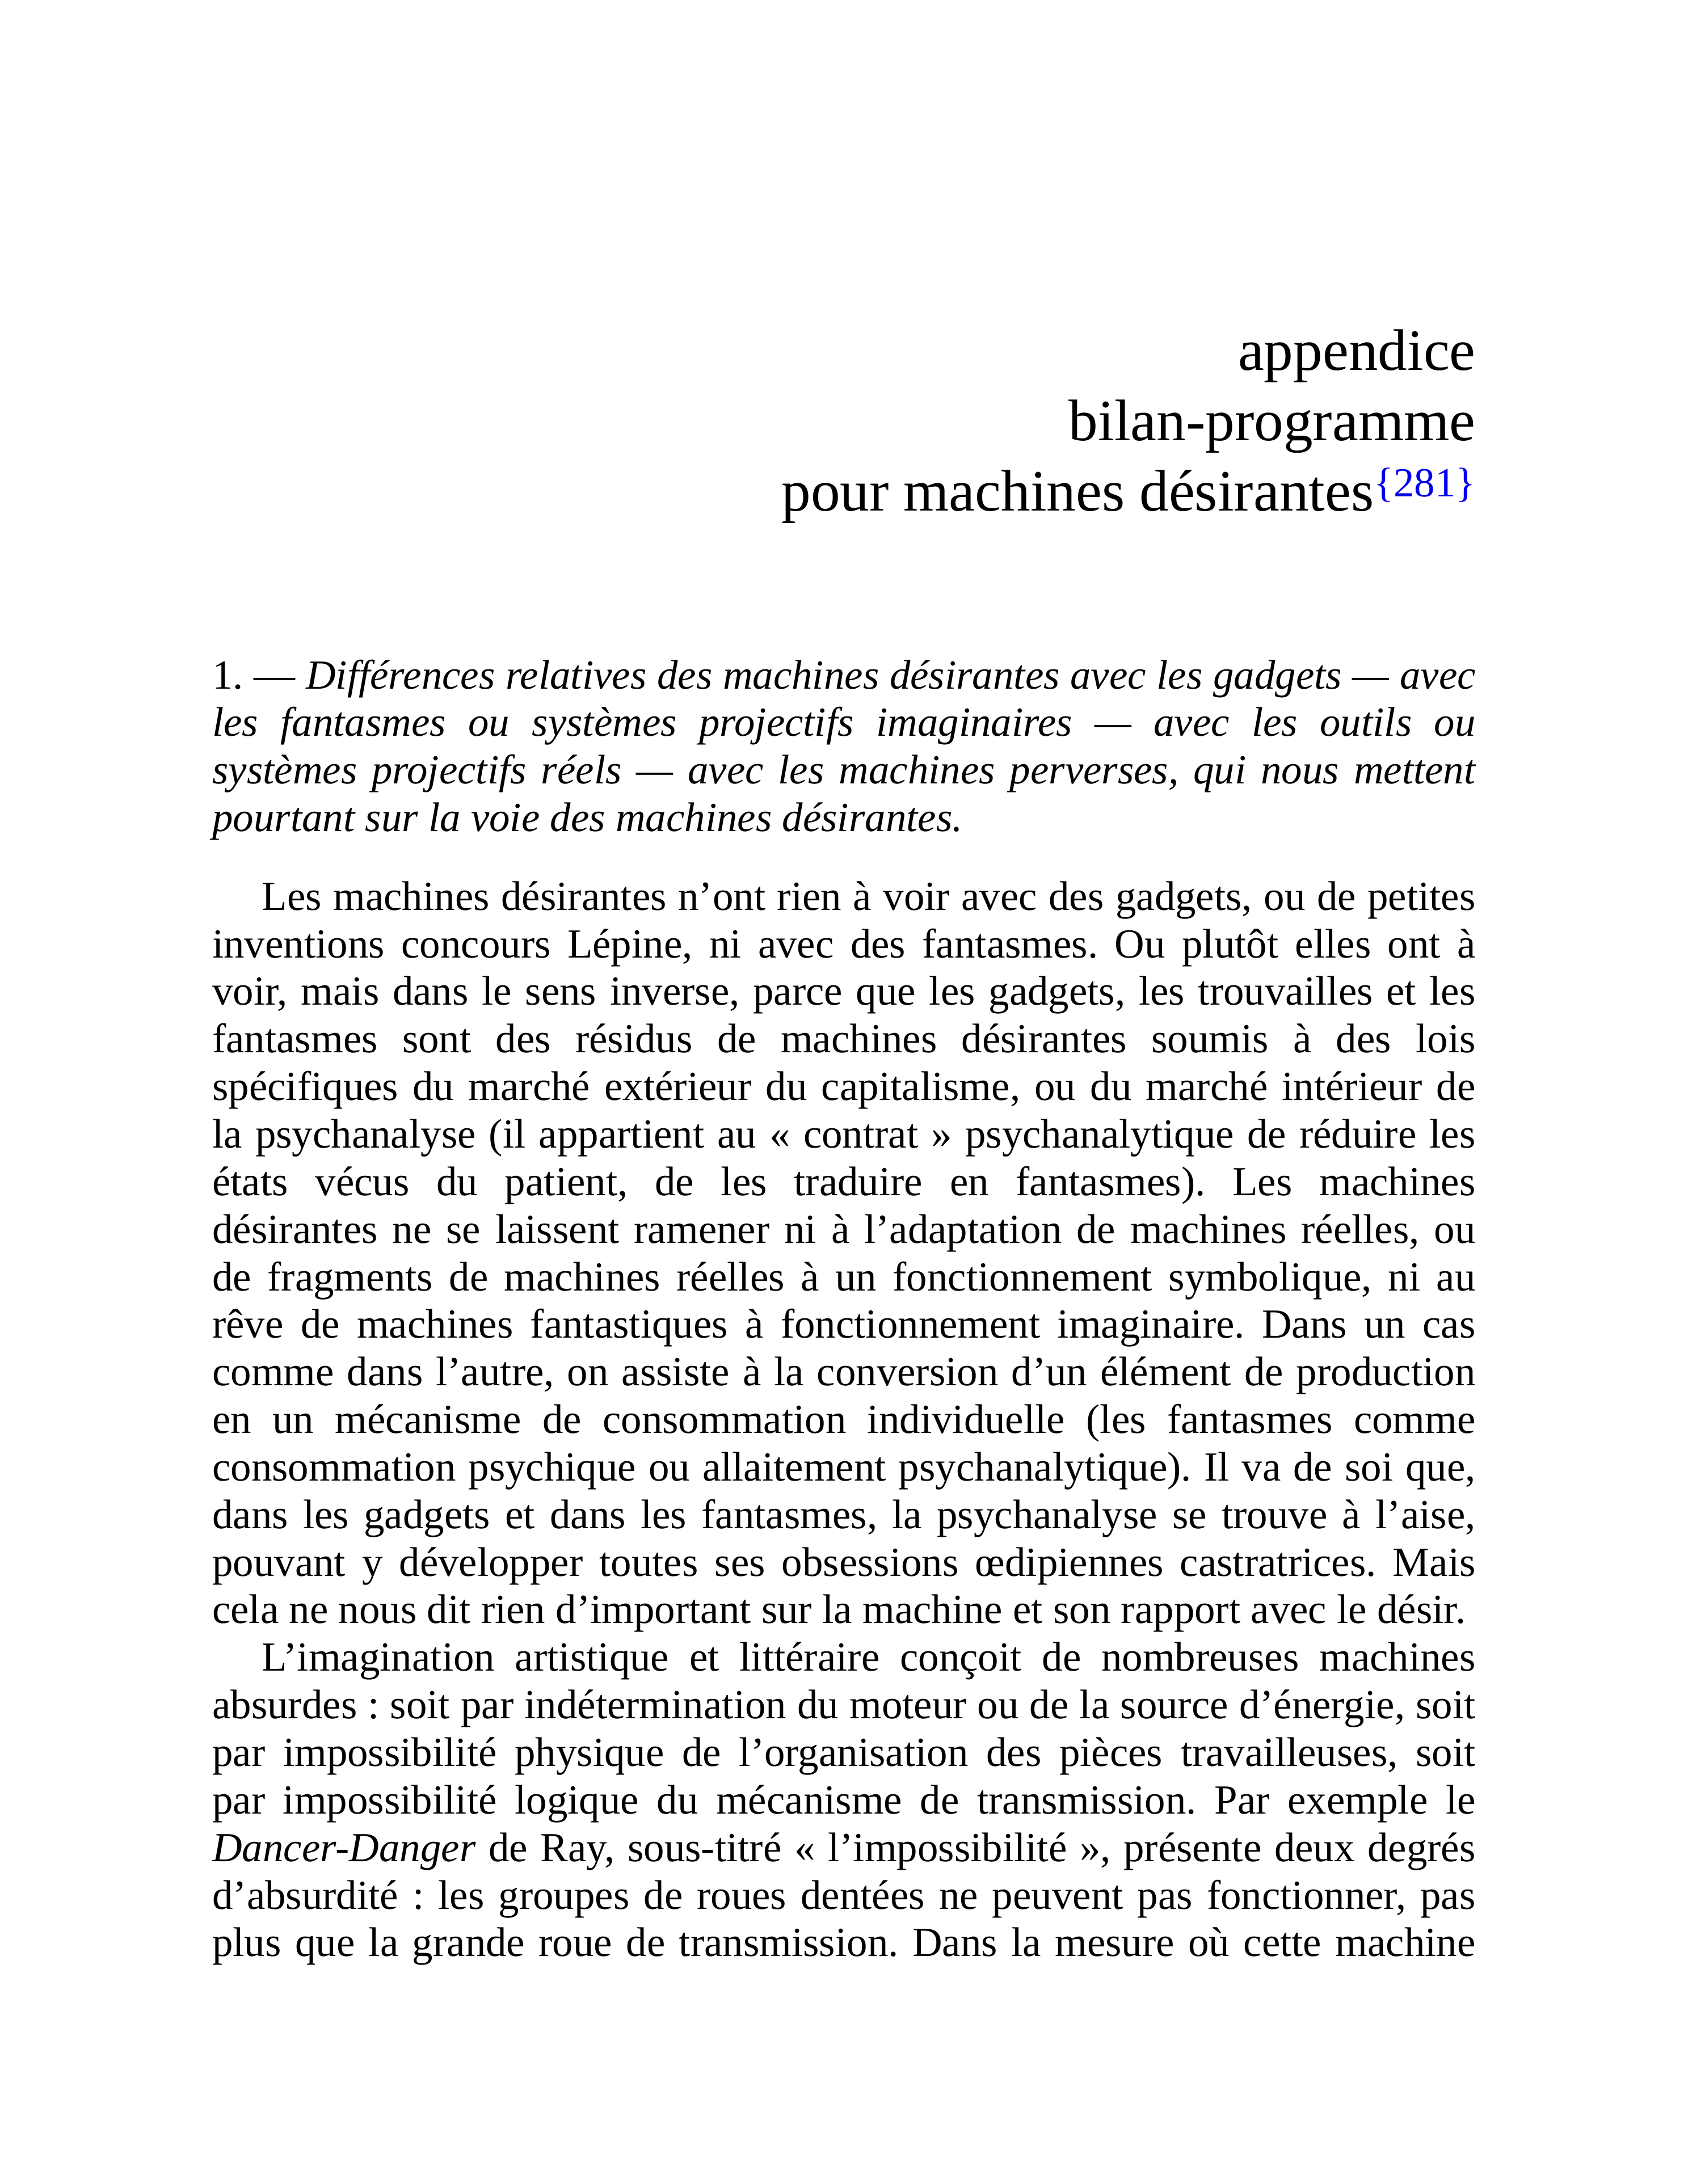 appendice
bilan-programme
pour machines désirantes{281}
1. — Différences relatives des machines désirantes avec les gadgets — avec
les fantasmes ou systèmes projectifs imaginaires — avec les outils ou
systèmes projectifs réels — avec les machines perverses, qui nous mettent
pourtant sur la voie des machines désirantes.
Les machines désirantes n’ont rien à voir avec des gadgets, ou de petites
inventions concours Lépine, ni avec des fantasmes. Ou plutôt elles ont à
voir, mais dans le sens inverse, parce que les gadgets, les trouvailles et les
fantasmes sont des résidus de machines désirantes soumis à des lois
spécifiques du marché extérieur du capitalisme, ou du marché intérieur de
la psychanalyse (il appartient au « contrat » psychanalytique de réduire les
états vécus du patient, de les traduire en fantasmes). Les machines
désirantes ne se laissent ramener ni à l’adaptation de machines réelles, ou
de fragments de machines réelles à un fonctionnement symbolique, ni au
rêve de machines fantastiques à fonctionnement imaginaire. Dans un cas
comme dans l’autre, on assiste à la conversion d’un élément de production
en un mécanisme de consommation individuelle (les fantasmes comme
consommation psychique ou allaitement psychanalytique). Il va de soi que,
dans les gadgets et dans les fantasmes, la psychanalyse se trouve à l’aise,
pouvant y développer toutes ses obsessions œdipiennes castratrices. Mais
cela ne nous dit rien d’important sur la machine et son rapport avec le désir.
L’imagination artistique et littéraire conçoit de nombreuses machines
absurdes : soit par indétermination du moteur ou de la source d’énergie, soit
par impossibilité physique de l’organisation des pièces travailleuses, soit
par impossibilité logique du mécanisme de transmission. Par exemple le
Dancer-Danger de Ray, sous-titré « l’impossibilité », présente deux degrés
d’absurdité : les groupes de roues dentées ne peuvent pas fonctionner, pas
plus que la grande roue de transmission. Dans la mesure où cette machine